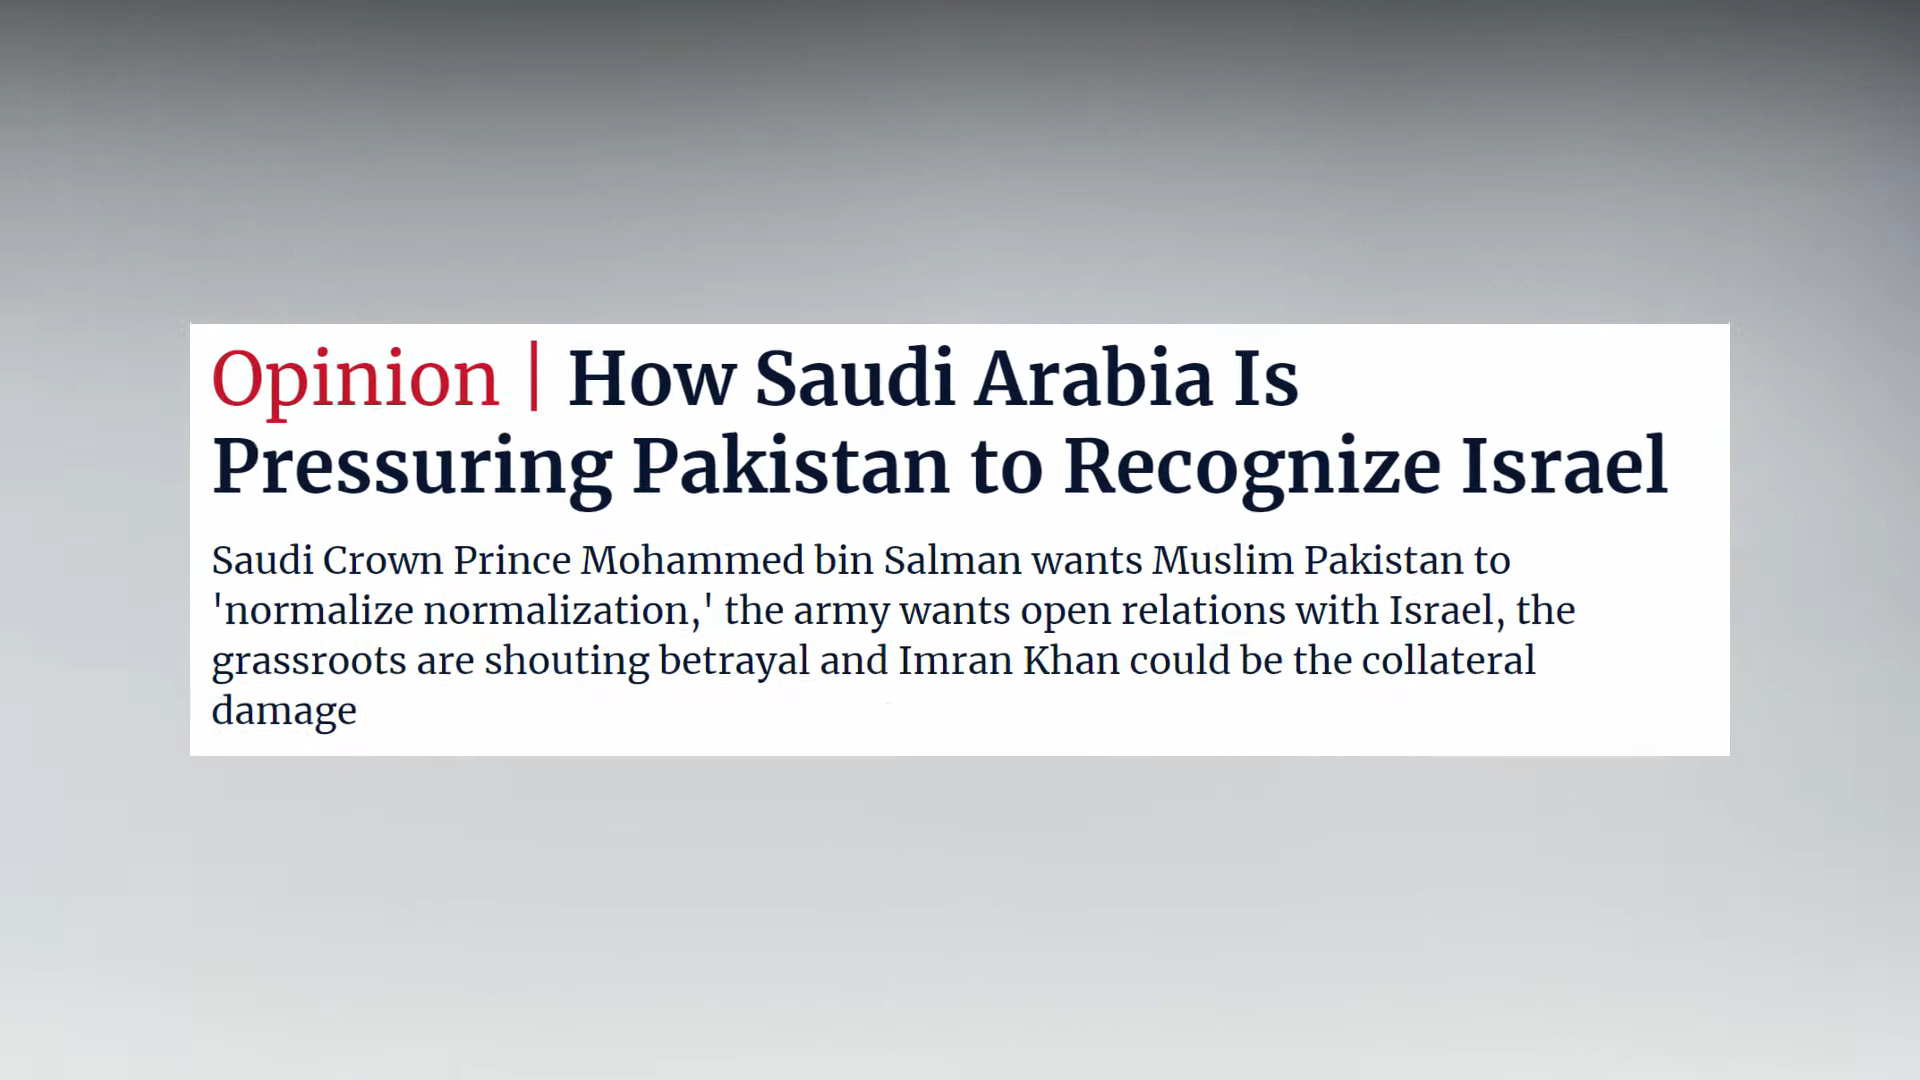 Opinion | How Saudi Arabia Is
Pressuring Pakistan to Recognize Israel
Saudi Crown Prince Mohammed bin Salman wants Muslim Pakistan to
'normalize normalization,' the army wants open relations with Israel, the
grassroots are shouting betrayal and Imran Khan could be the collateral
damage